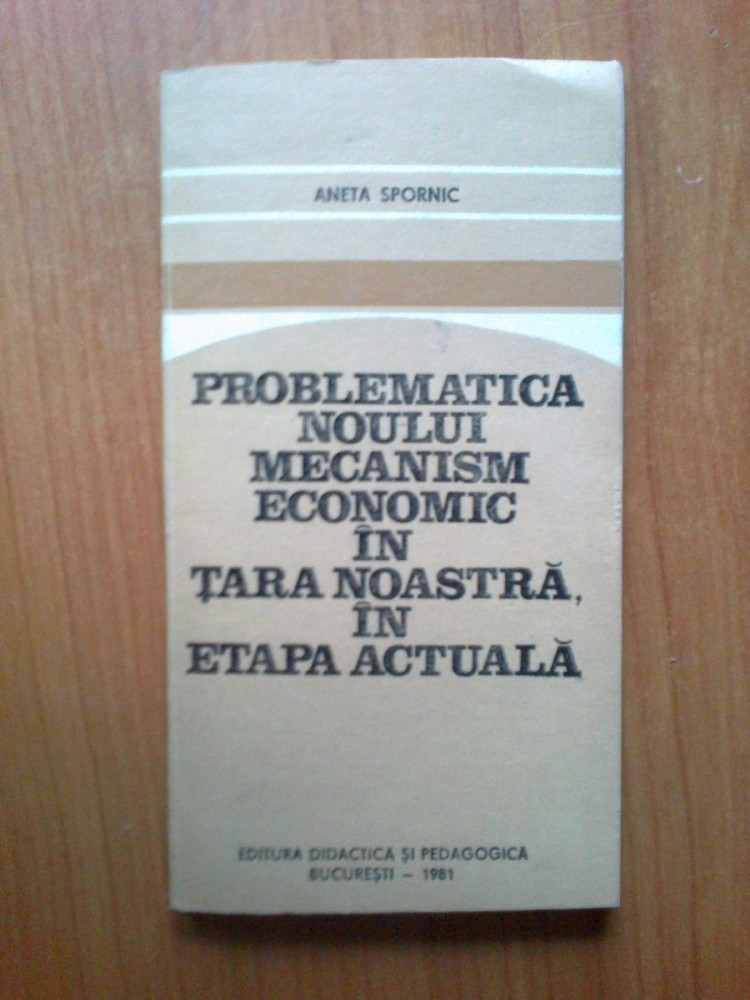 ANETA SPORNIC
PROBLEMATICA
NOULUI
MECANISM
ECONOMIC
ÎN
ȚARA NOASTRĂ,
ÎN
ETAPA ACTUALĂ
EDITURA DIDACTICA ȘI PEDAGOGICA
BUCUREȘTI – 1981